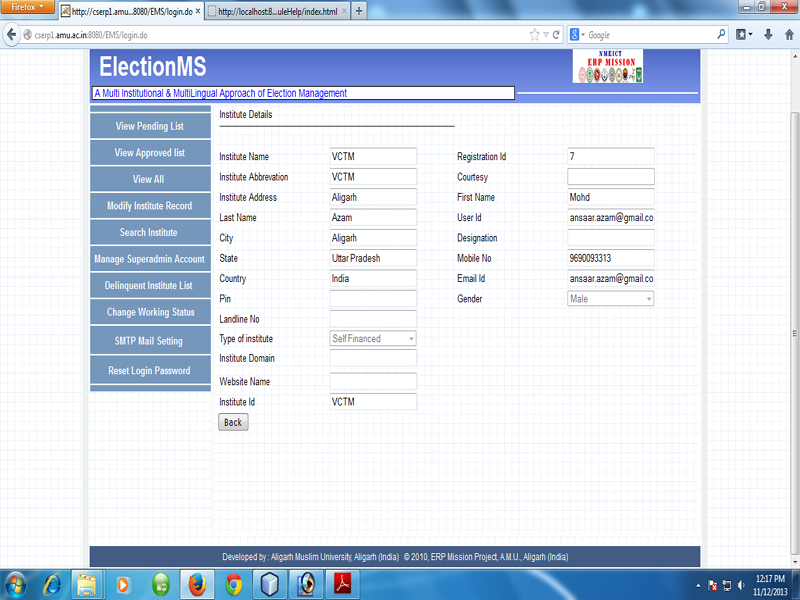 Firefox
http://cserp1.amu...8080/EMS/login.do
http://localhost:8...uleHelp/index.html
cserp1.amu.ac.in:8080/EMS/login.do
Google
ElectionMS
NMEICT
ERP MISSION
A Multi Institutional & MultiLingual Approach of Election Management
View Pending List
View Approved list
View All
Modify Institute Record
Search Institute
Manage Superadmin Account
Delinquent Institute List
Change Working Status
SMTP Mail Setting
Reset Login Password
Institute Details
Institute Name VCTM Registration Id 7
Institute Abbrevation VCTM Courtesy
Institute Address Aligarh First Name Mohd
Last Name Azam User Id ansaar.azam@gmail.co
City Aligarh Designation
State Uttar Pradesh Mobile No 9690093313
Country India Email Id ansaar.azam@gmail.co
Pin Gender Male
Landline No
Type of institute Self Financed
Institute Domain
Website Name
Institute Id VCTM
Back
Developed by : Aligarh Muslim University, Aligarh (India) © 2010, ERP Mission Project, A.M.U., Aligarh (India)
12:17 PM
11/12/2013